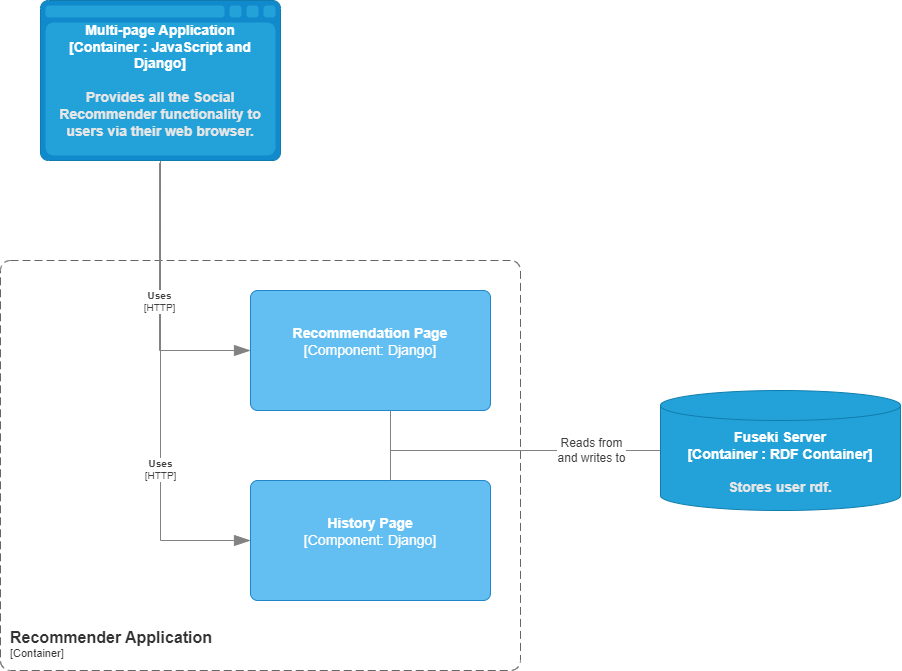 Multi-page Application
[Container : JavaScript and
Django]
Provides all the Social
Recommender functionality to
users via their web browser.
Uses
[HTTP]
Recommendation Page
[Component: Django]
Reads from
and writes to
Fuseki Server
[Container : RDF Container]
Stores user rdf.
Uses
[HTTP]
History Page
[Component: Django]
Recommender Application
[Container]